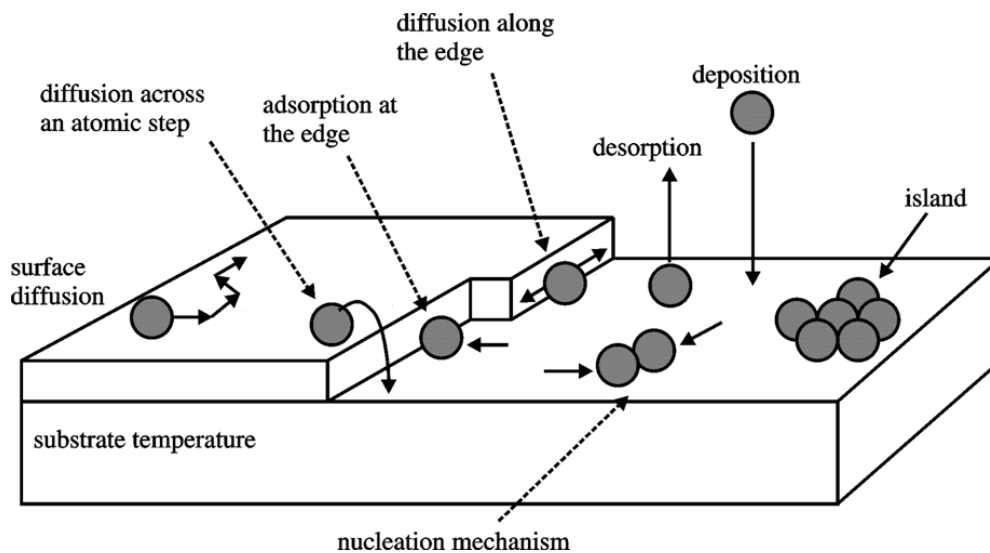 diffusion along
the edge
deposition
diffusion across
an atomic step
adsorption at
the edge
desorption
island
surface
diffusion
substrate temperature
nucleation mechanism